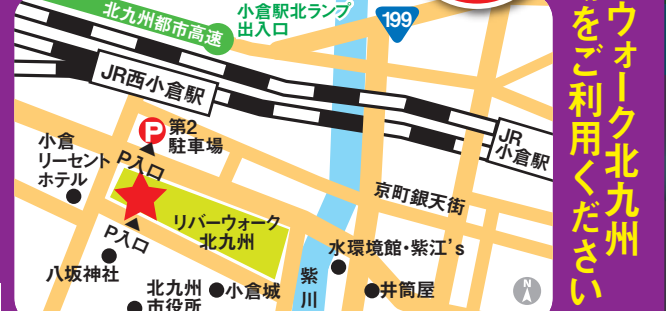 北九州都市高速
小倉駅北ランプ
出入口
199
JR西小倉駅
JR
小倉駅
P
第2
駐車場
小倉
リーセント
ホテル
P入口
京町銀天街
リバーウォーク
北九州
P入口
水環境館・紫江's
八坂神社
紫
川
北九州
市役所
小倉城
井筒屋
N
ウォーク北九州
をご利用ください